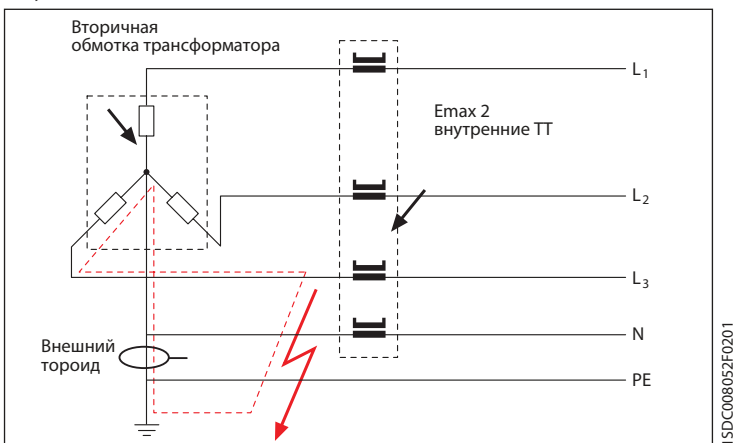 Вторичная
обмотка трансформатора
L1
Emax 2
внутренние ТТ
L2
L3
N
Внешний
тороид
PE
1SDC008052F0201